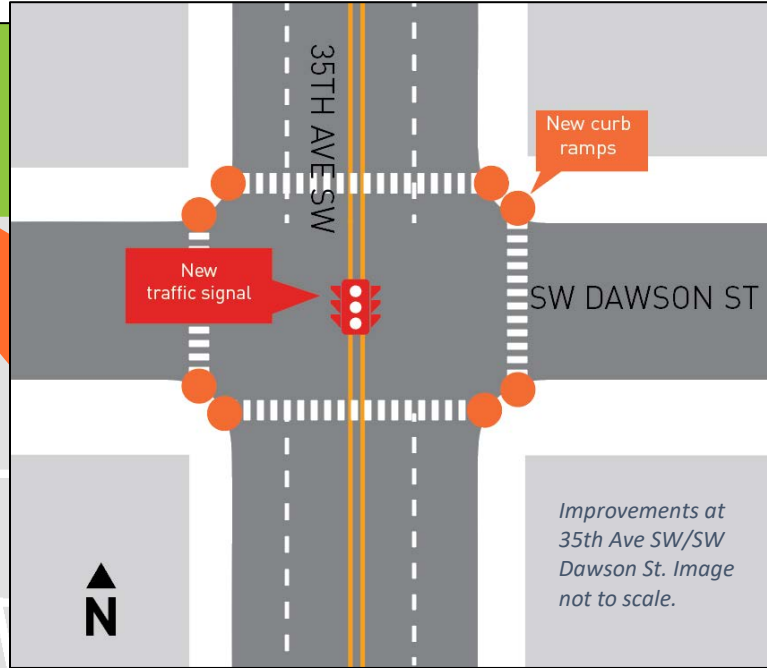 35TH AVE SW
New curb
ramps
New
traffic signal
SW DAWSON ST
Improvements at
35th Ave SW/SW
Dawson St. Image
not to scale.
N